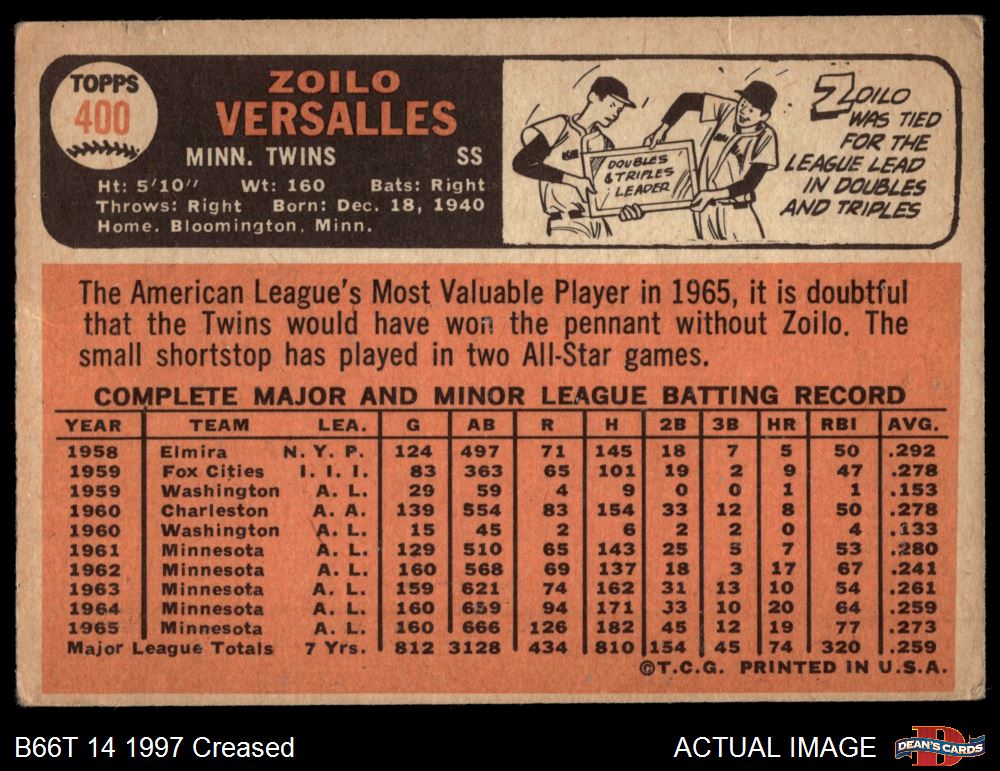 TOPPS
400
ZOILO
VERSALLES
MINN. TWINS SS
Ht: 5'10" Wt: 160 Bats: Right
Throws: Right Born: Dec. 18, 1940
Home. Bloomington, Minn.
DOUBLES
& TRIPLES
LEADER
ZOILO
WAS TIED
FOR THE
LEAGUE LEAD
IN DOUBLES
AND TRIPLES
The American League's Most Valuable Player in 1965, it is doubtful
that the Twins would have won the pennant without Zoilo. The
small shortstop has played in two All-Star games.
COMPLETE MAJOR AND MINOR LEAGUE BATTING RECORD
YEAR TEAM LEA. G AB R H 2B 3B HR RBI AVG.
1958 Elmira N. Y. P. 124 497 71 145 18 7 5 50 .292
1959 Fox Cities I. I. I. 83 363 65 101 19 2 9 47 .278
1959 Washington A. L. 29 59 4 9 0 0 1 1 .153
1960 Charleston A. A. 139 554 83 154 33 12 8 50 .278
1960 Washington A. L. 15 45 2 6 2 2 0 4 .133
1961 Minnesota A. L. 129 510 65 143 25 5 7 53 .280
1962 Minnesota A. L. 160 568 69 137 18 3 17 67 .241
1963 Minnesota A. L. 159 621 74 162 31 13 10 54 .261
1964 Minnesota A. L. 160 659 94 171 33 10 20 64 .259
1965 Minnesota A. L. 160 666 126 182 45 12 19 77 .273
Major League Totals 7 Yrs. 812 3128 434 810 154 45 74 320 .259
©T.C.G. PRINTED IN U.S.A.
B66T 14 1997 Creased
ACTUAL IMAGE
D
DEAN'S CARDS